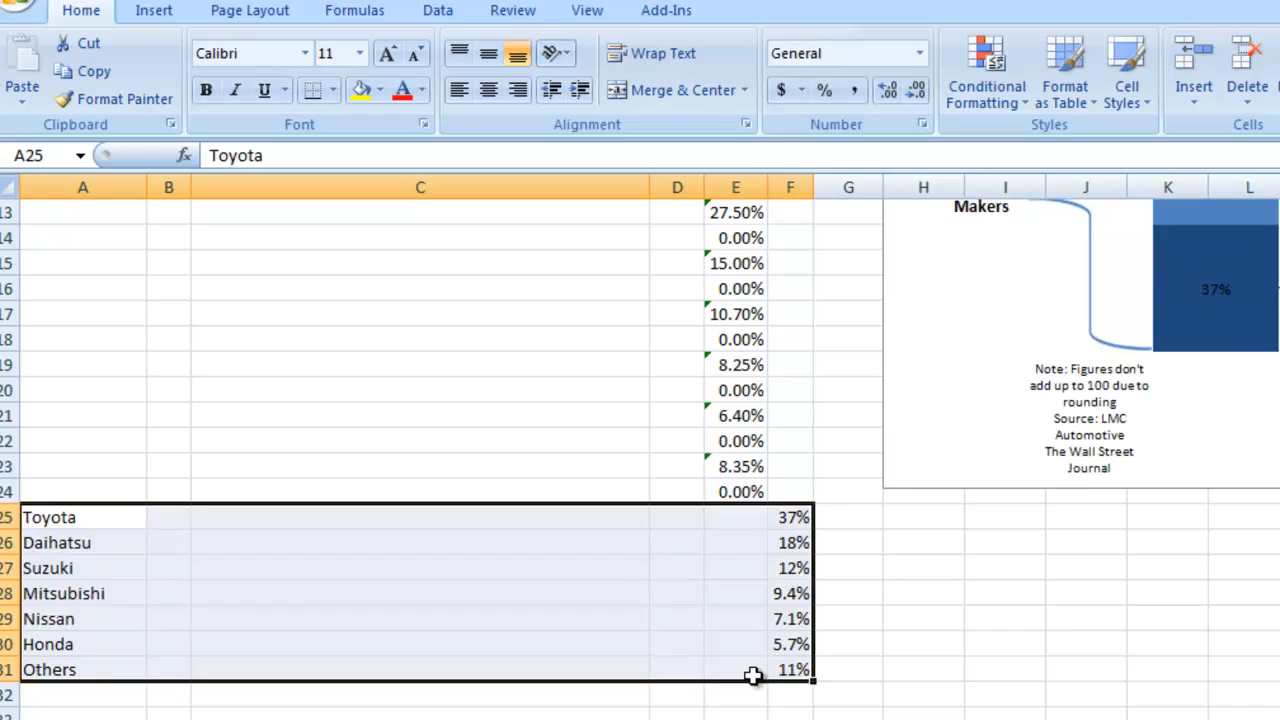 Home Insert Page Layout Formulas Data Review View Add-Ins
Paste
Cut
Copy
Format Painter
Clipboard
Calibri 11 A A
B I U A
Font
Wrap Text
Merge & Center
Alignment
General
$ % , .0 .00 .00 .0
Number
Conditional Formatting
Format as Table
Cell Styles
Styles
Insert Delete
Cells
A25 fx Toyota
A B C D E F G H I J K L
13 27.50%
14 0.00%
15 15.00%
16 0.00%
17 10.70%
18 0.00%
19 8.25%
20 0.00%
21 6.40%
22 0.00%
23 8.35%
24 0.00%
25 Toyota 37%
26 Daihatsu 18%
27 Suzuki 12%
28 Mitsubishi 9.4%
29 Nissan 7.1%
30 Honda 5.7%
31 Others 11%
32
Makers
37%
Note: Figures don't
add up to 100 due to
rounding
Source: LMC
Automotive
The Wall Street
Journal